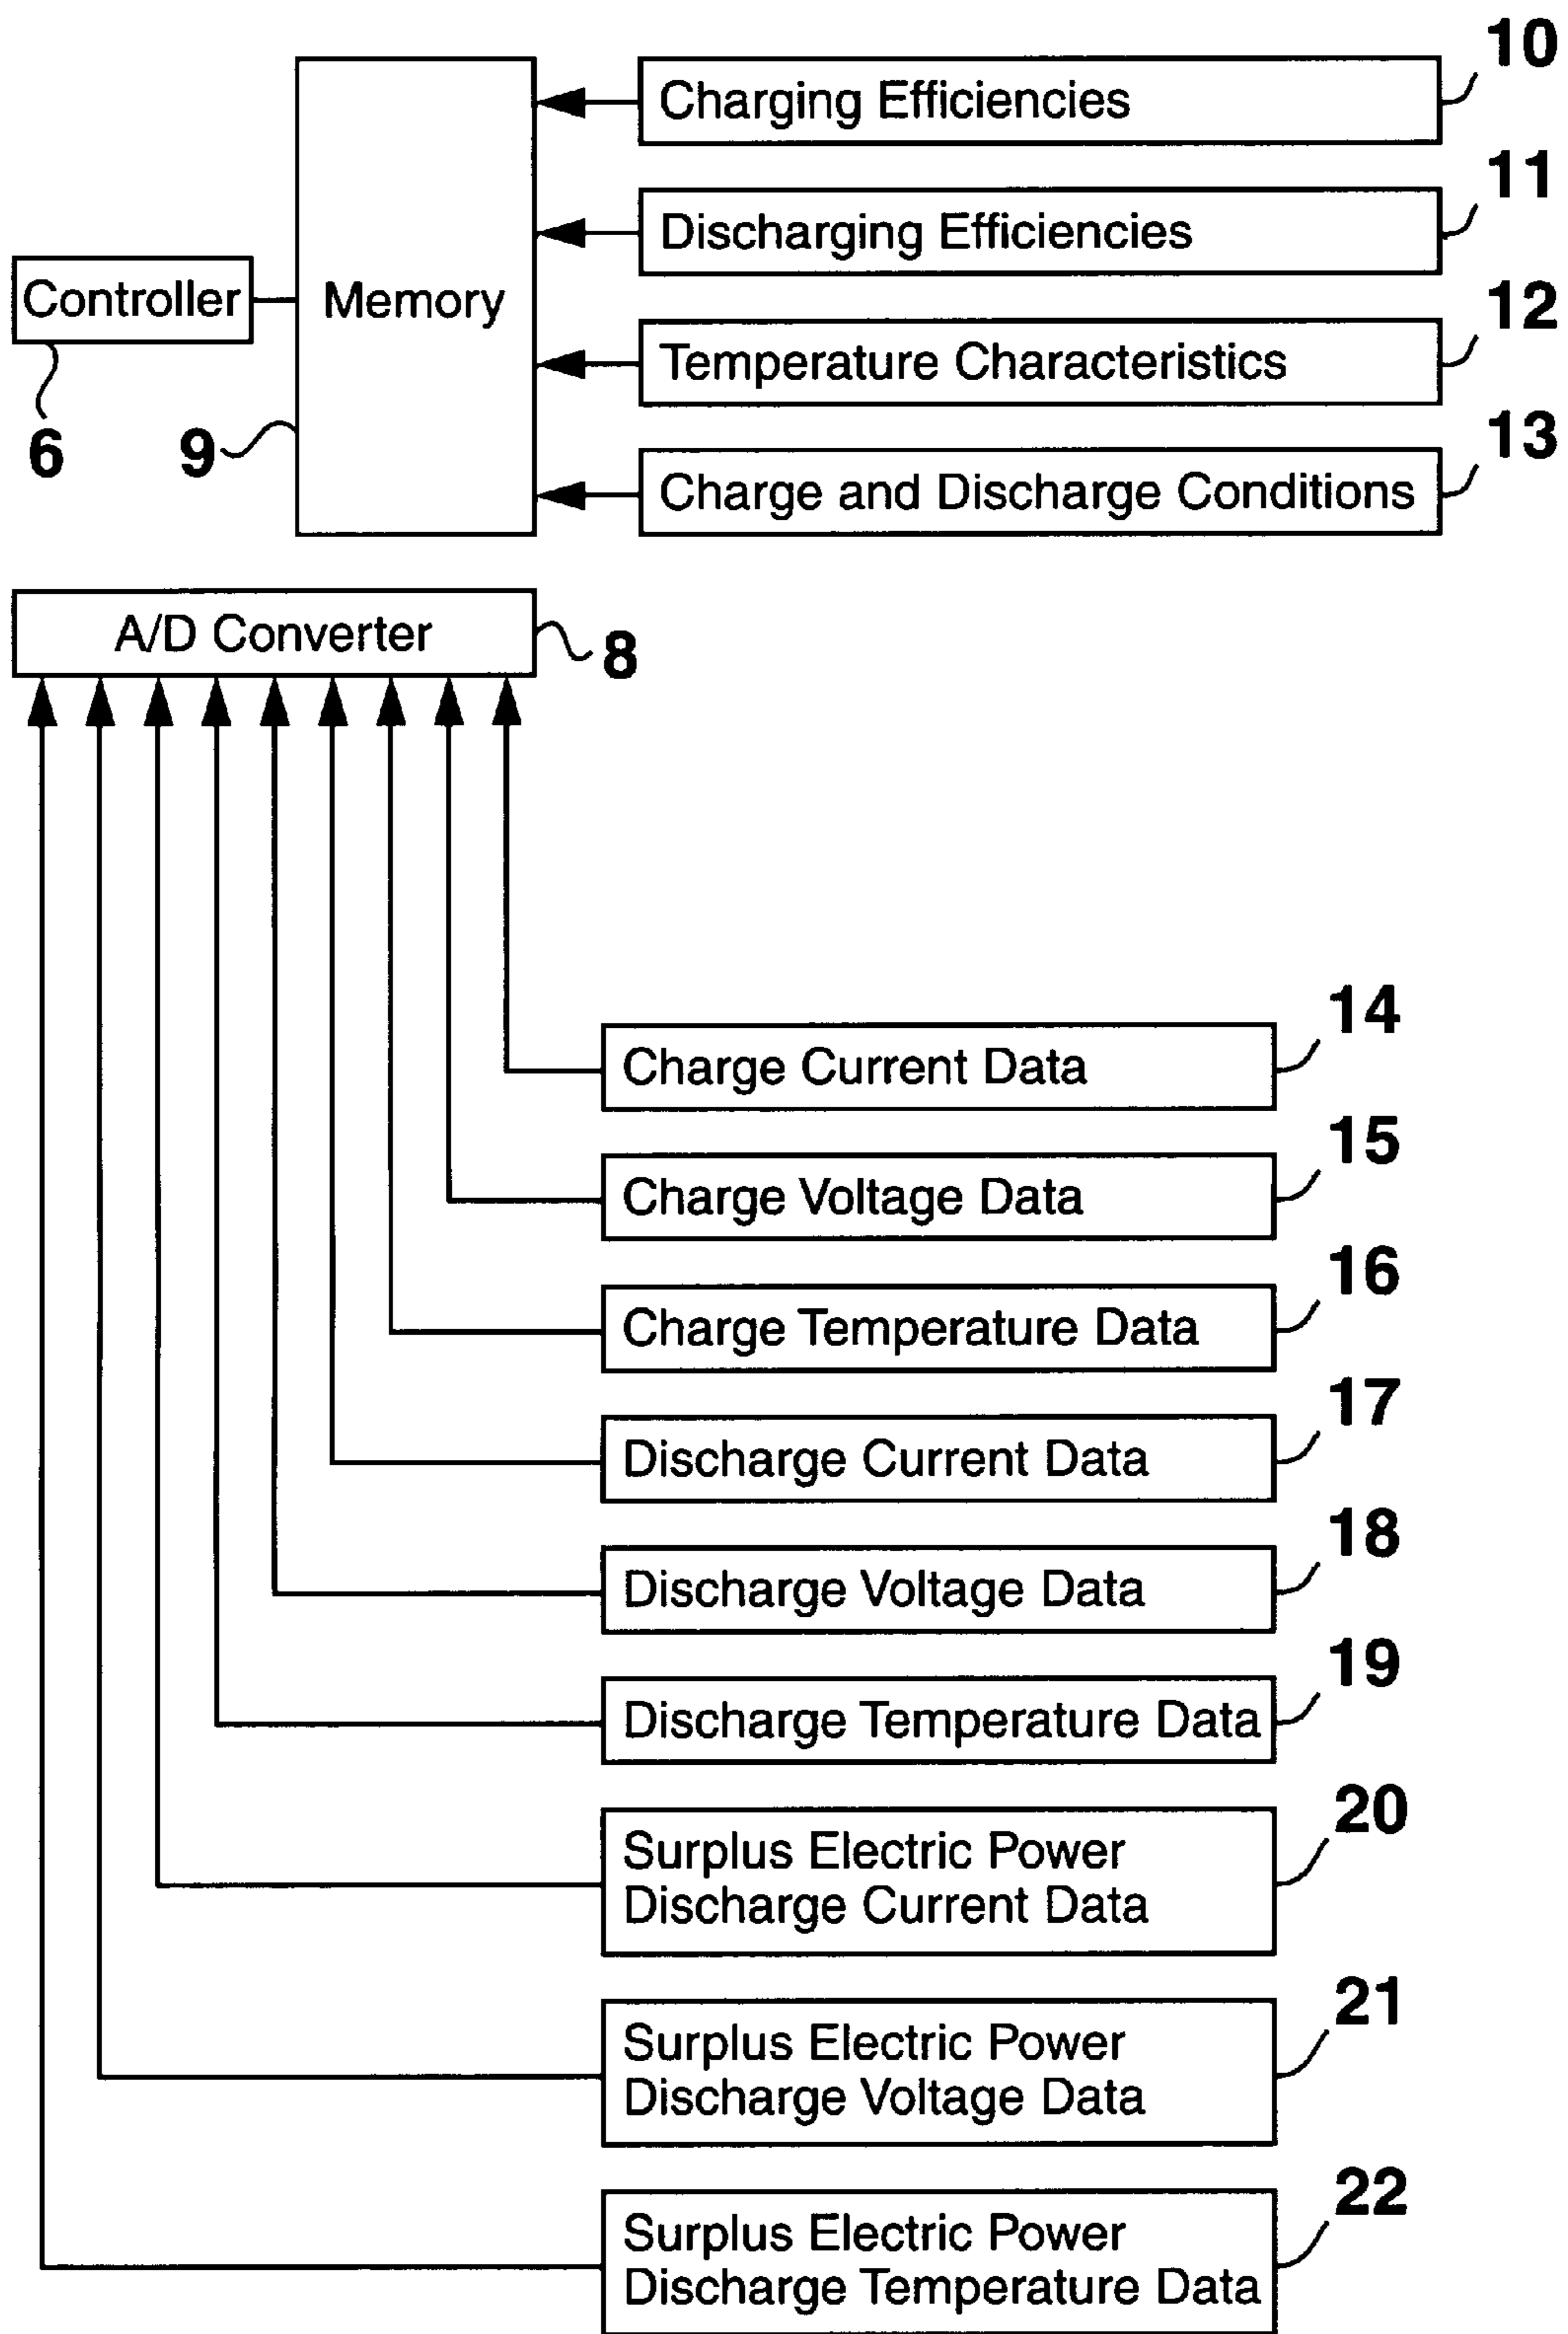 10
Charging Efficiencies
11
Discharging Efficiencies
12
Controller
Memory
Temperature Characteristics
13
6
9
Charge and Discharge Conditions
A/D Converter
8
14
Charge Current Data
15
Charge Voltage Data
16
Charge Temperature Data
17
Discharge Current Data
18
Discharge Voltage Data
19
Discharge Temperature Data
20
Surplus Electric Power
Discharge Current Data
21
Surplus Electric Power
Discharge Voltage Data
22
Surplus Electric Power
Discharge Temperature Data